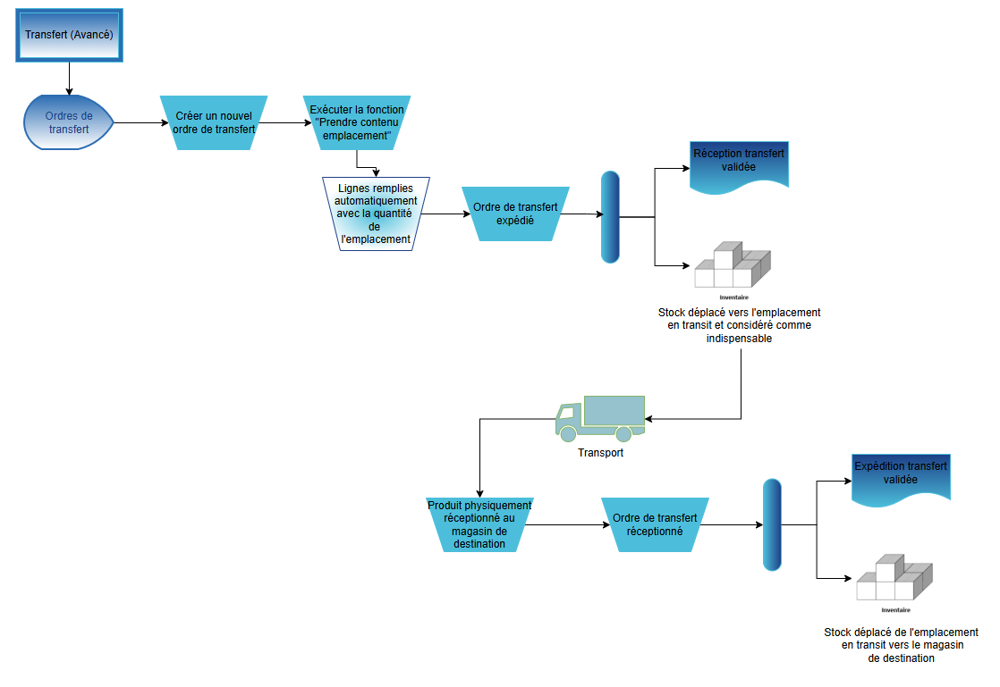 Transfert (Avancé)
Ordres de
transfert
Créer un nouvel
ordre de transfert
Exécuter la fonction
"Prendre contenu
emplacement"
Lignes remplies
automatiquement
avec la quantité
de
l'emplacement
Ordre de transfert
expédié
Réception transfert
validée
Inventaire
Stock déplacé vers l'emplacement
en transit et considéré comme
indispensable
Transport
Produit physiquement
réceptionné au
magasin de
destination
Ordre de transfert
réceptionné
Expédition transfert
validée
Inventaire
Stock déplacé de l'emplacement
en transit vers le magasin
de destination